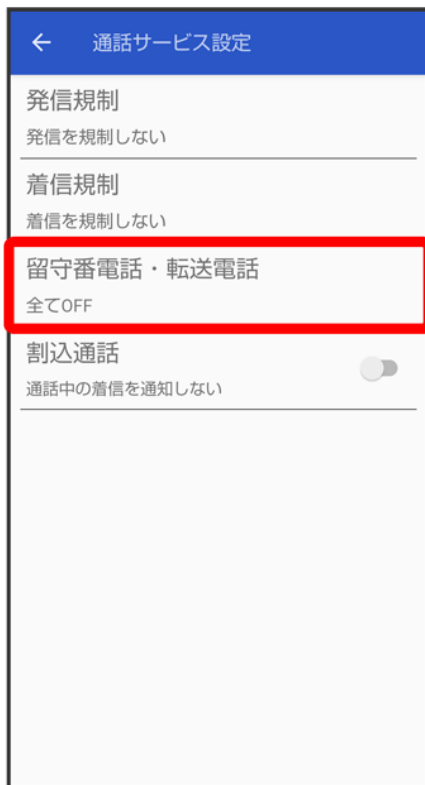 通話サービス設定
発信規制
発信を規制しない
着信規制
着信を規制しない
留守番電話・転送電話
全てOFF
割込通話
通話中の着信を通知しない